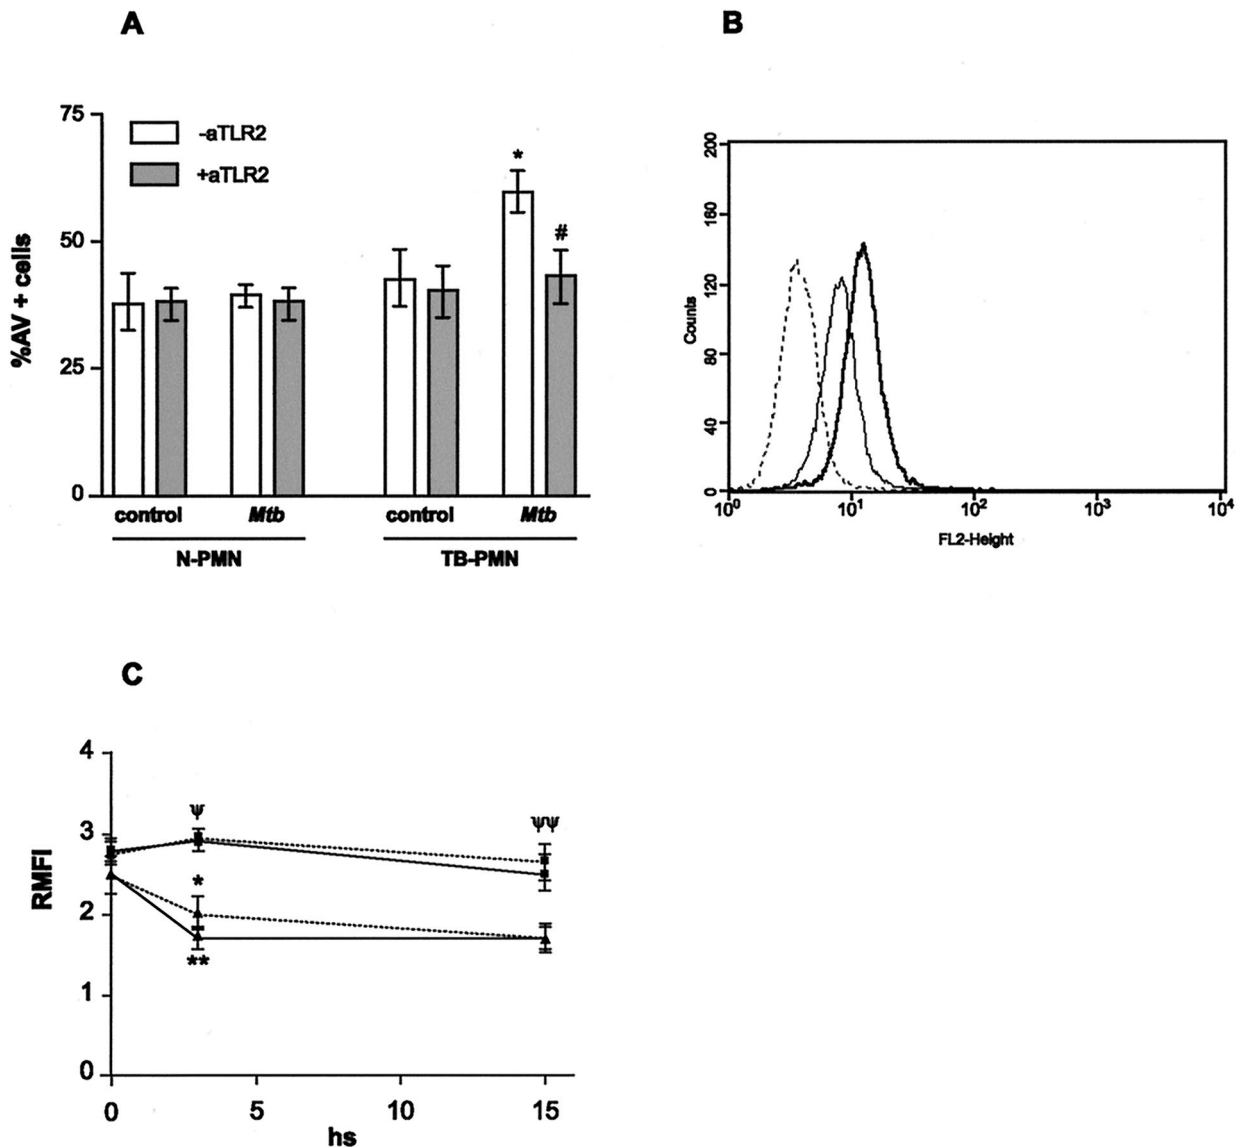 A
75
50
25
0
%AV + cells
-aTLR2
+aTLR2
*
#
control
Mtb
control
Mtb
N-PMN
TB-PMN
B
200
160
120
80
40
0
Counts
10⁰ 10¹ 10² 10³ 10⁴
FL2-Height
C
4
3
2
1
0
RMFI
ψ
ψψ
*
**
0 5 10 15
hs